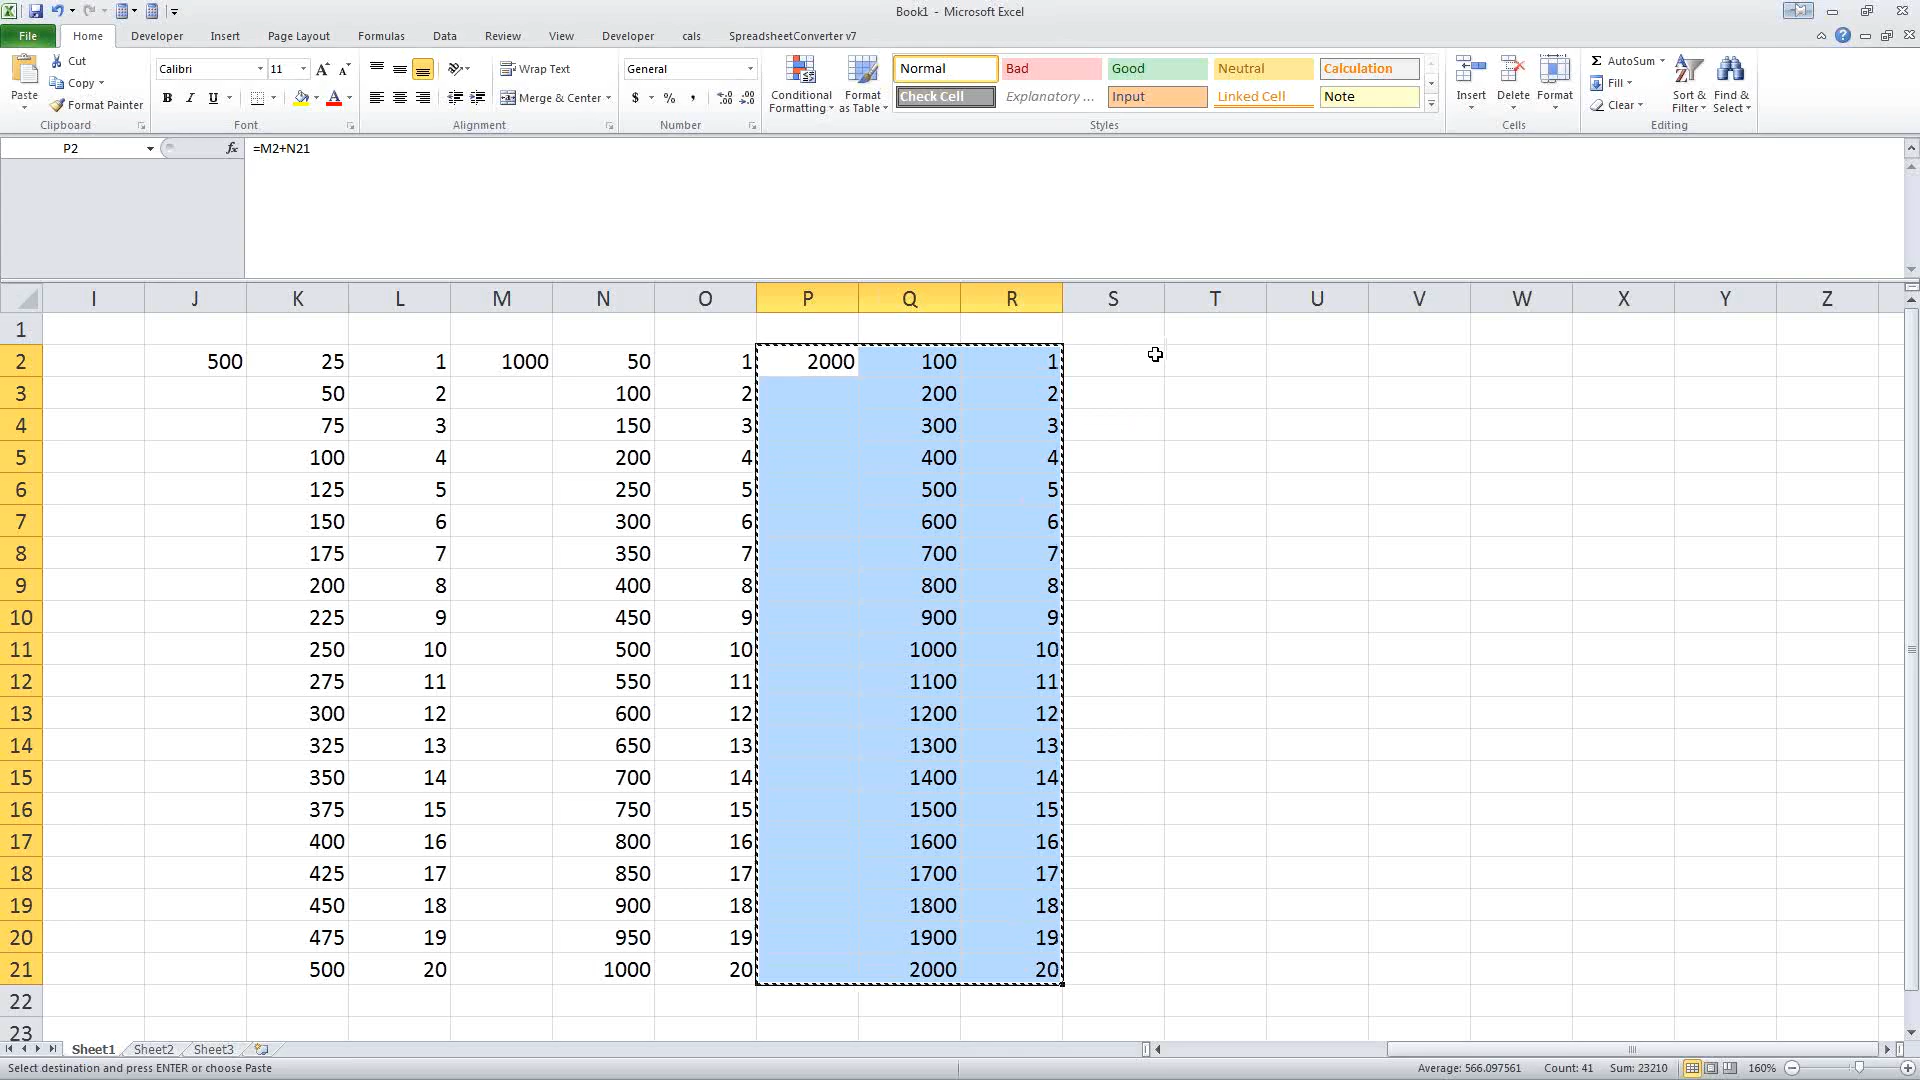 Book1 - Microsoft Excel
File Home Developer Insert Page Layout Formulas Data Review View Developer cals SpreadsheetConverter v7
Paste Cut Copy Format Painter Clipboard
Calibri 11 A A B I U A Font
Wrap Text Merge & Center Alignment
General $ % , Number
Conditional Formatting Format as Table
Normal Bad Good Neutral Calculation
Check Cell Explanatory ... Input Linked Cell Note
Styles
Insert Delete Format Cells
Σ AutoSum Fill Clear Sort & Filter Find & Select Editing
P2 fx =M2+N21
I J K L M N O P Q R S T U V W X Y Z
1
2 500 25 1 1000 50 1 2000 100 1
3 50 2 100 2 200 2
4 75 3 150 3 300 3
5 100 4 200 4 400 4
6 125 5 250 5 500 5
7 150 6 300 6 600 6
8 175 7 350 7 700 7
9 200 8 400 8 800 8
10 225 9 450 9 900 9
11 250 10 500 10 1000 10
12 275 11 550 11 1100 11
13 300 12 600 12 1200 12
14 325 13 650 13 1300 13
15 350 14 700 14 1400 14
16 375 15 750 15 1500 15
17 400 16 800 16 1600 16
18 425 17 850 17 1700 17
19 450 18 900 18 1800 18
20 475 19 950 19 1900 19
21 500 20 1000 20 2000 20
22
23
Sheet1 Sheet2 Sheet3
Select destination and press ENTER or choose Paste Average: 566.097561 Count: 41 Sum: 23210 160%